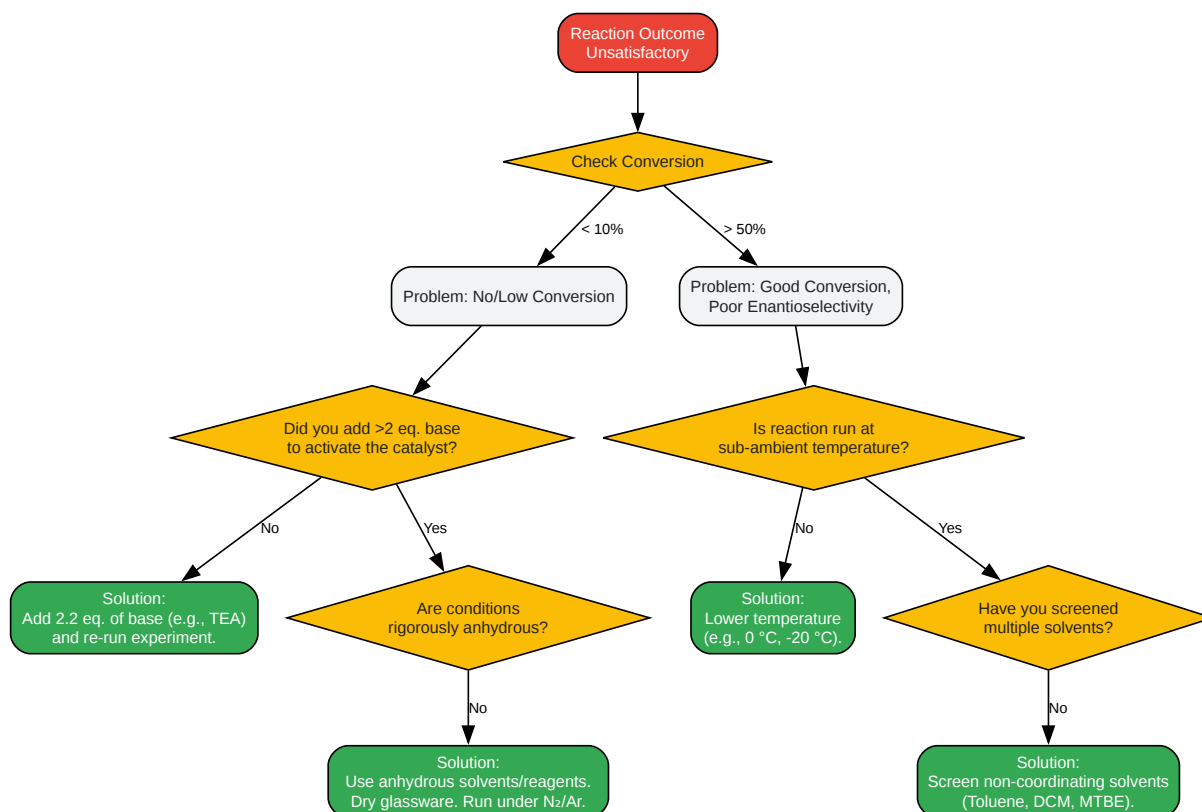 Reaction Outcome
Unsatisfactory
Check Conversion
< 10%
> 50%
Problem: No/Low Conversion
Problem: Good Conversion,
Poor Enantioselectivity
Did you add >2 eq. base
to activate the catalyst?
Is reaction run at
sub-ambient temperature?
No
Yes
No
Yes
Solution:
Add 2.2 eq. of base (e.g., TEA)
and re-run experiment.
Are conditions
rigorously anhydrous?
Solution:
Lower temperature
(e.g., 0 °C, -20 °C).
Have you screened
multiple solvents?
No
No
Solution:
Use anhydrous solvents/reagents.
Dry glassware. Run under N₂/Ar.
Solution:
Screen non-coordinating solvents
(Toluene, DCM, MTBE).